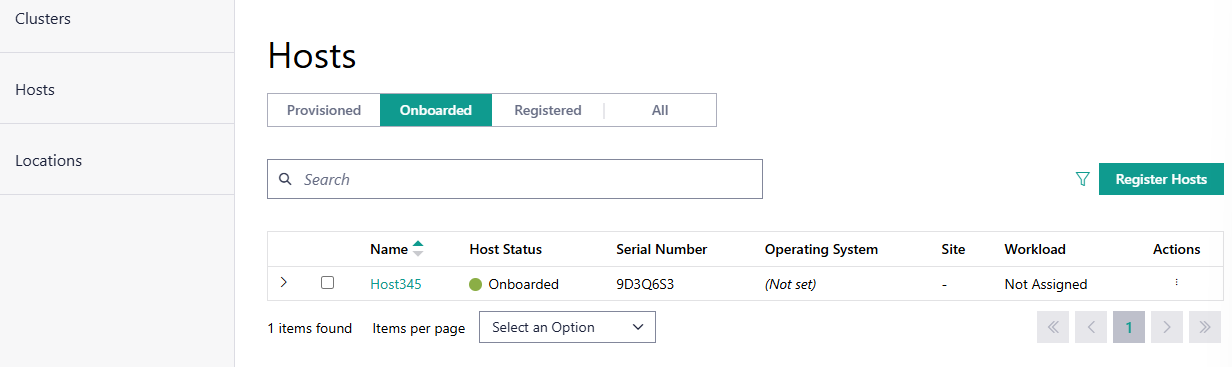 Clusters
Hosts
Locations
Hosts
Provisioned Onboarded Registered All
Search
Register Hosts
Name Host Status Serial Number Operating System Site Workload Actions
Host345 Onboarded 9D3Q6S3 (Not set) - Not Assigned
1 items found Items per page Select an Option 1